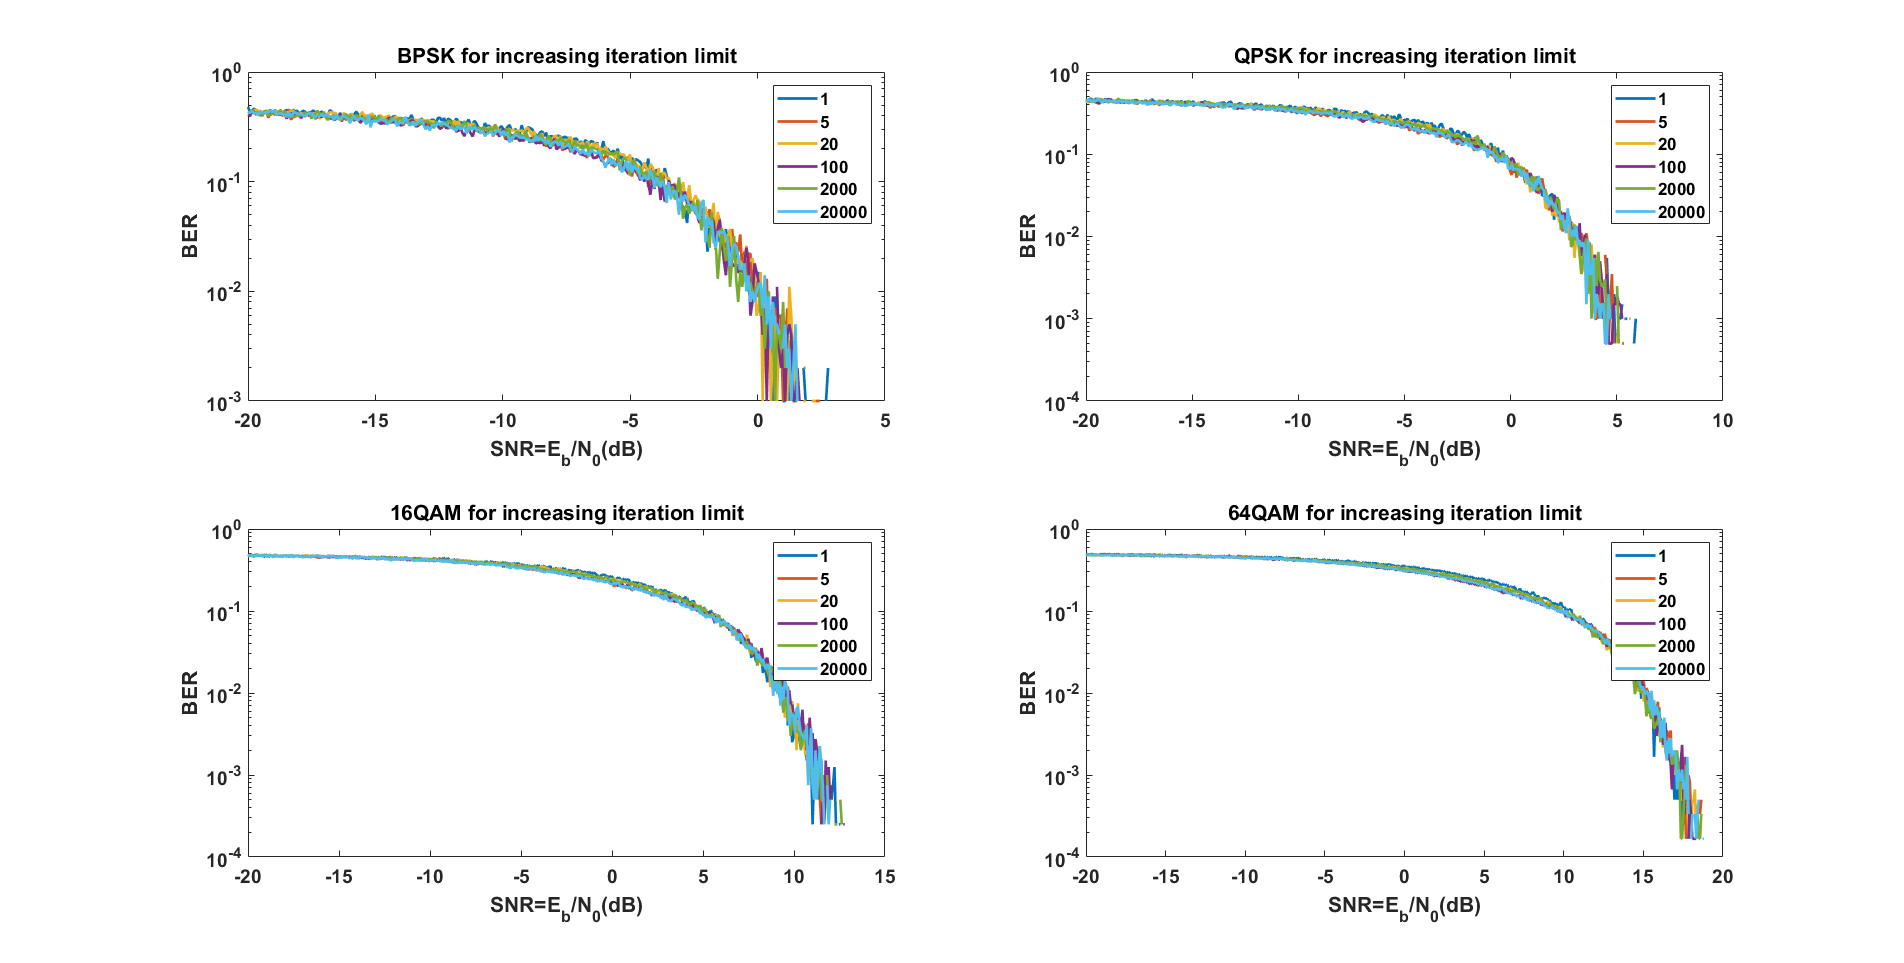 BPSK for increasing iteration limit
10^0
10^-1
10^-2
10^-3
BER
-20 -15 -10 -5 0 5
SNR=E_b/N_0(dB)
1
5
20
100
2000
20000
QPSK for increasing iteration limit
10^0
10^-1
10^-2
10^-3
10^-4
BER
-20 -15 -10 -5 0 5 10
SNR=E_b/N_0(dB)
1
5
20
100
2000
20000
16QAM for increasing iteration limit
10^0
10^-1
10^-2
10^-3
10^-4
BER
-20 -15 -10 -5 0 5 10 15
SNR=E_b/N_0(dB)
1
5
20
100
2000
20000
64QAM for increasing iteration limit
10^0
10^-1
10^-2
10^-3
10^-4
BER
-20 -15 -10 -5 0 5 10 15 20
SNR=E_b/N_0(dB)
1
5
20
100
2000
20000